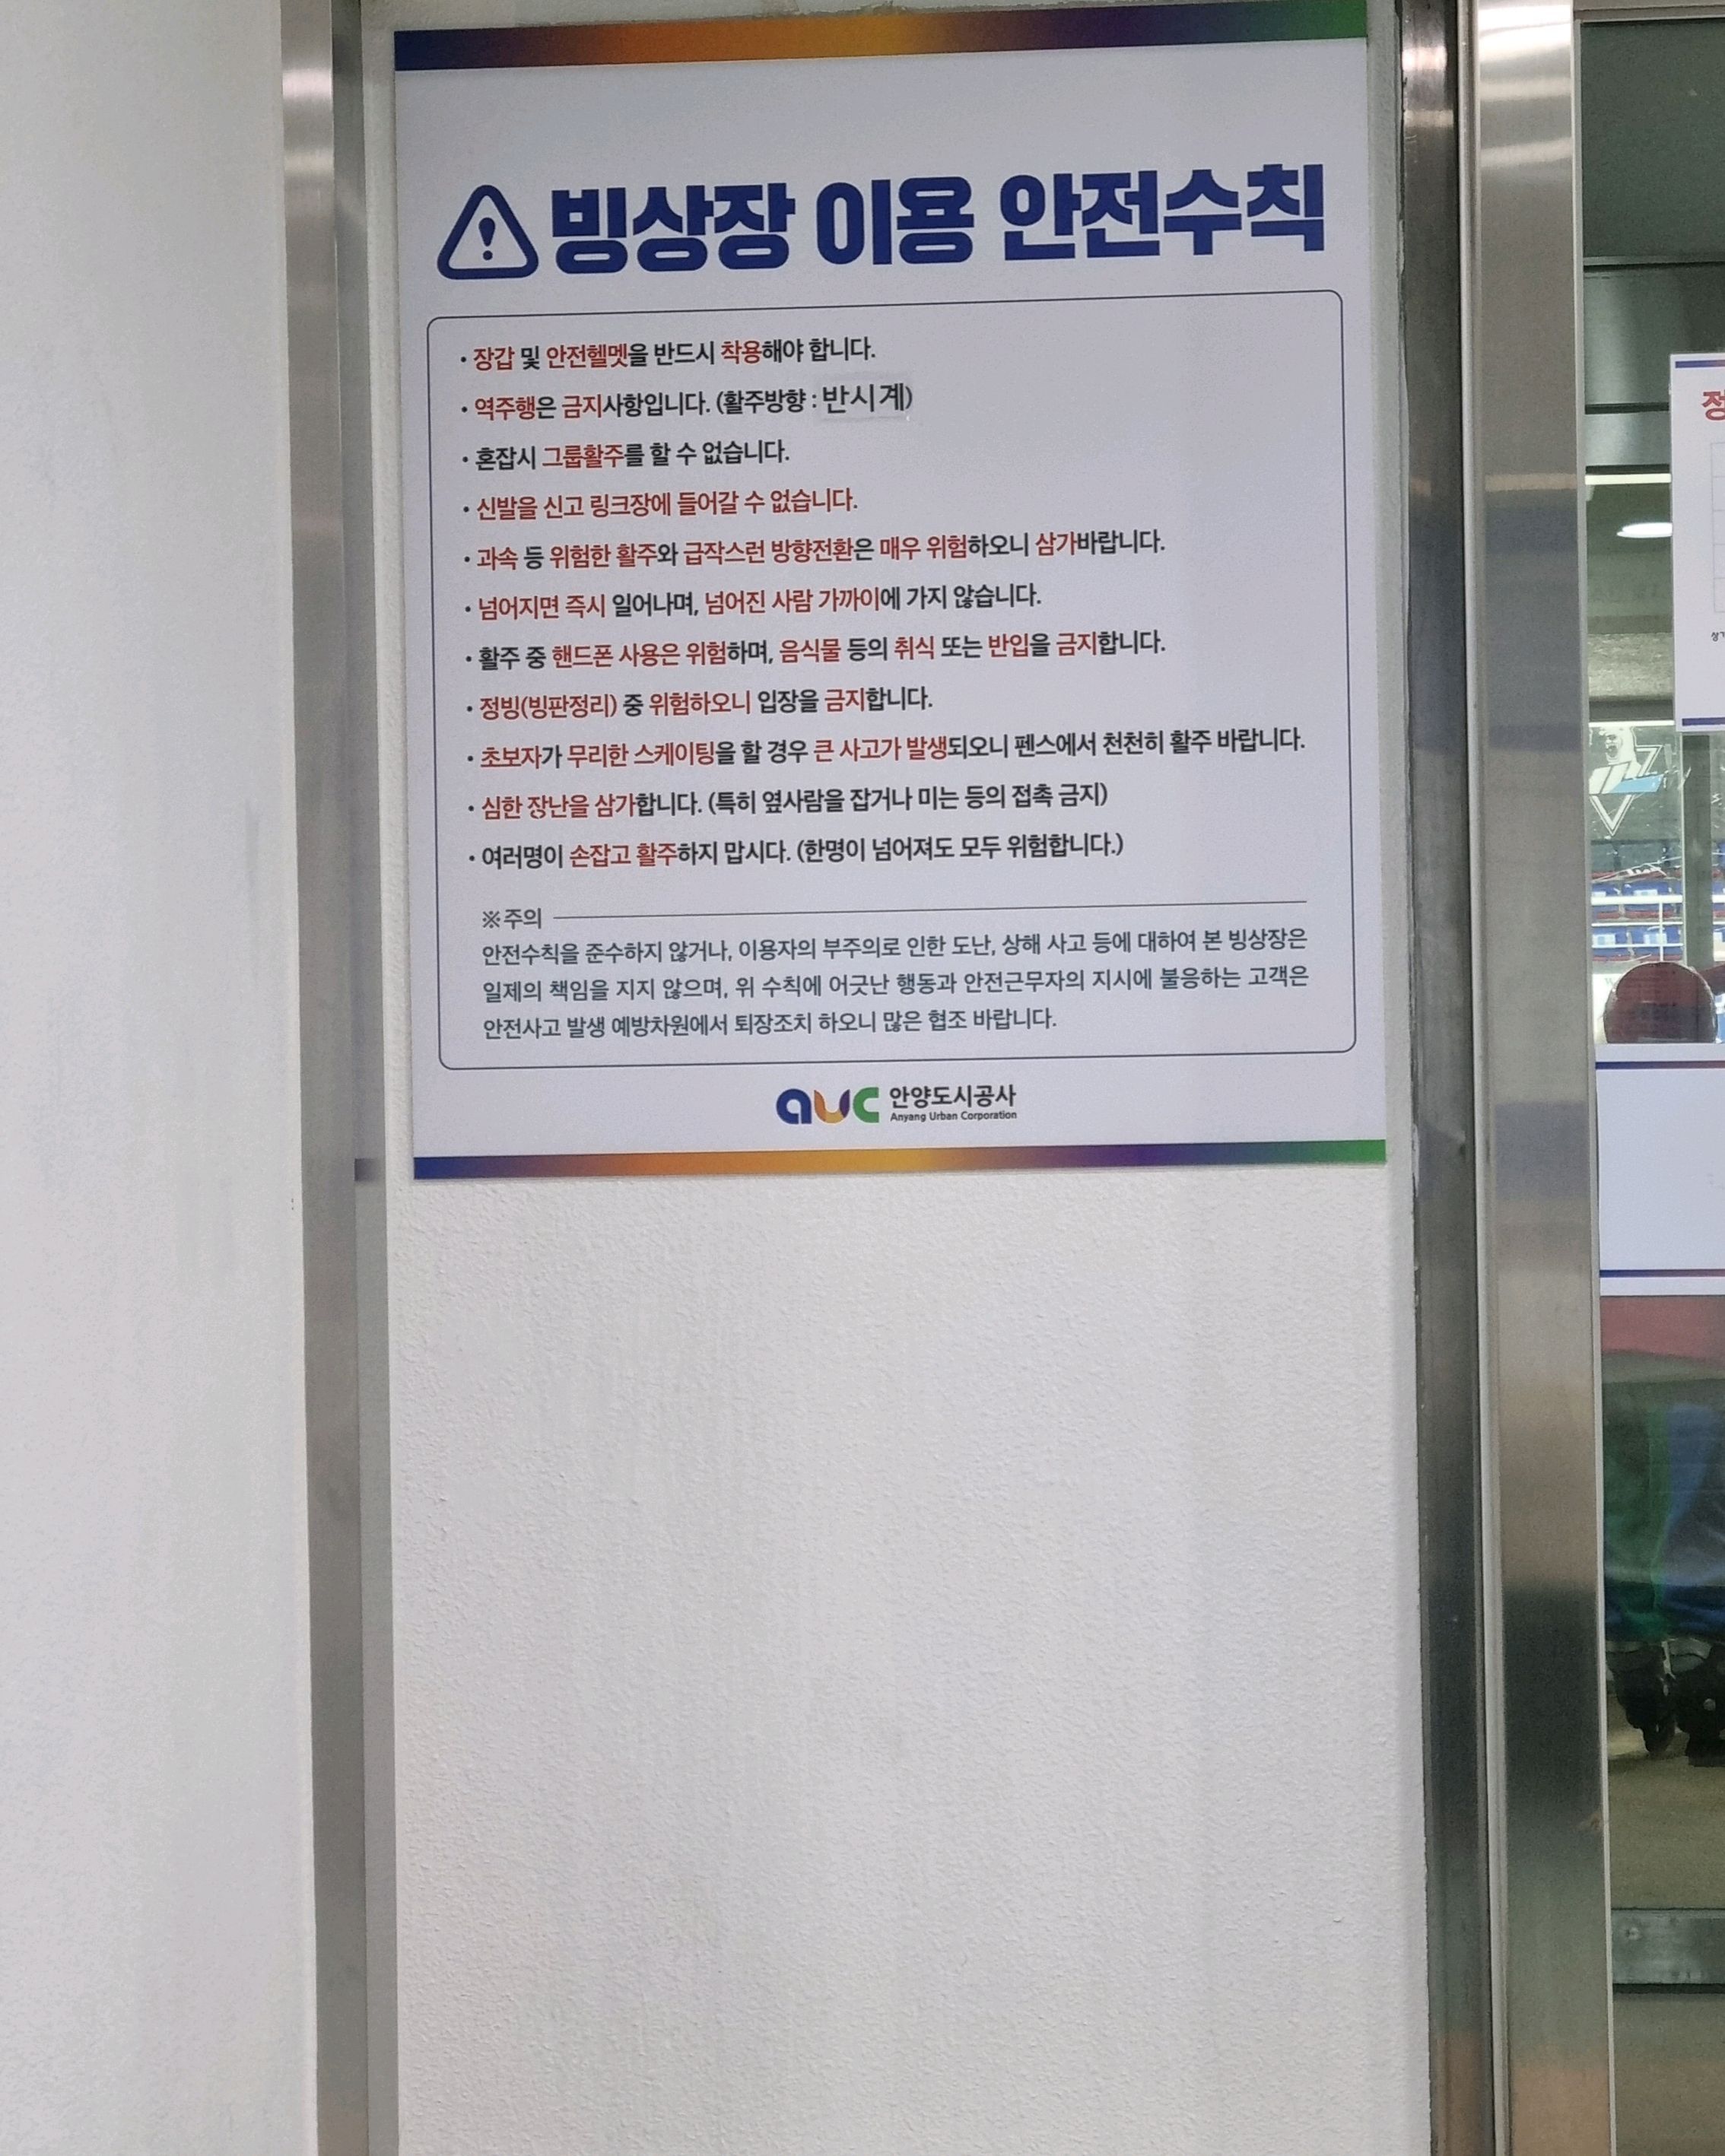 빙상장 이용 안전수칙
• 장갑 및 안전헬멧을 반드시 착용해야 합니다.
• 역주행은 금지사항입니다. (활주방향 : 반시계)
• 혼잡시 그룹활주를 할 수 없습니다.
• 신발을 신고 링크장에 들어갈 수 없습니다.
• 과속 등 위험한 활주와 급작스런 방향전환은 매우 위험하오니 삼가바랍니다.
• 넘어지면 즉시 일어나며, 넘어진 사람 가까이에 가지 않습니다.
• 활주 중 핸드폰 사용은 위험하며, 음식물 등의 취식 또는 반입을 금지합니다.
• 정빙(빙판정리) 중 위험하오니 입장을 금지합니다.
• 초보자가 무리한 스케이팅을 할 경우 큰 사고가 발생되오니 펜스에서 천천히 활주 바랍니다.
• 심한 장난을 삼가합니다. (특히 옆사람을 잡거나 미는 등의 접촉 금지)
• 여러명이 손잡고 활주하지 맙시다. (한명이 넘어져도 모두 위험합니다.)
※주의
안전수칙을 준수하지 않거나, 이용자의 부주의로 인한 도난, 상해 사고 등에 대하여 본 빙상장은
일제의 책임을 지지 않으며, 위 수칙에 어긋난 행동과 안전근무자의 지시에 불응하는 고객은
안전사고 발생 예방차원에서 퇴장조치 하오니 많은 협조 바랍니다.
auc 안양도시공사
Anyang Urban Corporation
정